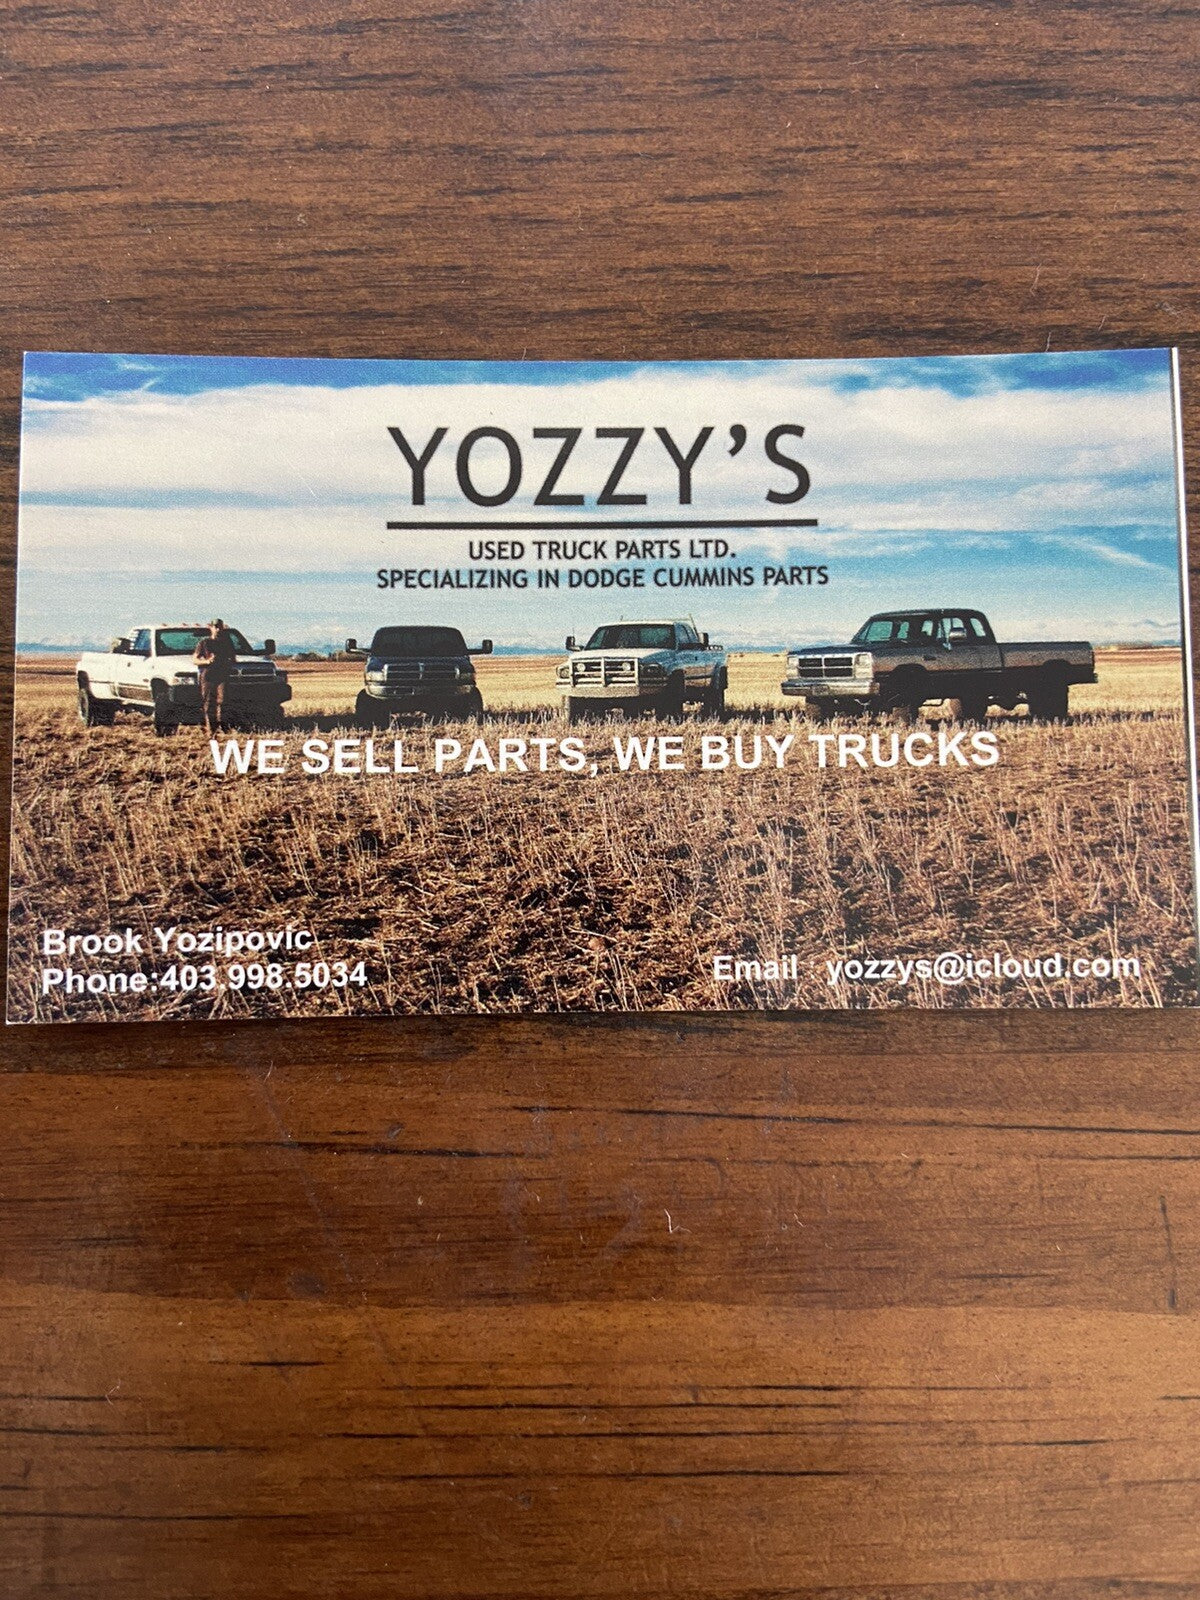 YOZZY'S
USED TRUCK PARTS LTD.
SPECIALIZING IN DODGE CUMMINS PARTS
WE SELL PARTS, WE BUY TRUCKS
Brook Yozipovic
Phone:403.998.5034
Email : yozzys@icloud.com